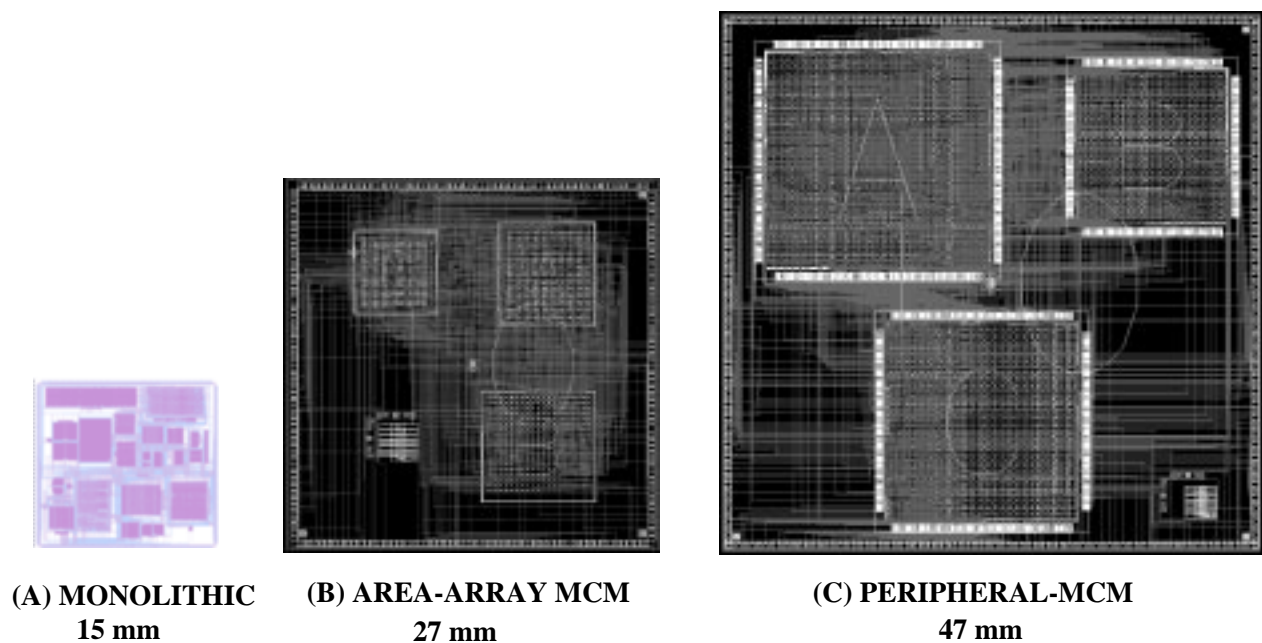 A
B
C
(A) MONOLITHIC
15 mm
(B) AREA-ARRAY MCM
27 mm
(C) PERIPHERAL-MCM
47 mm